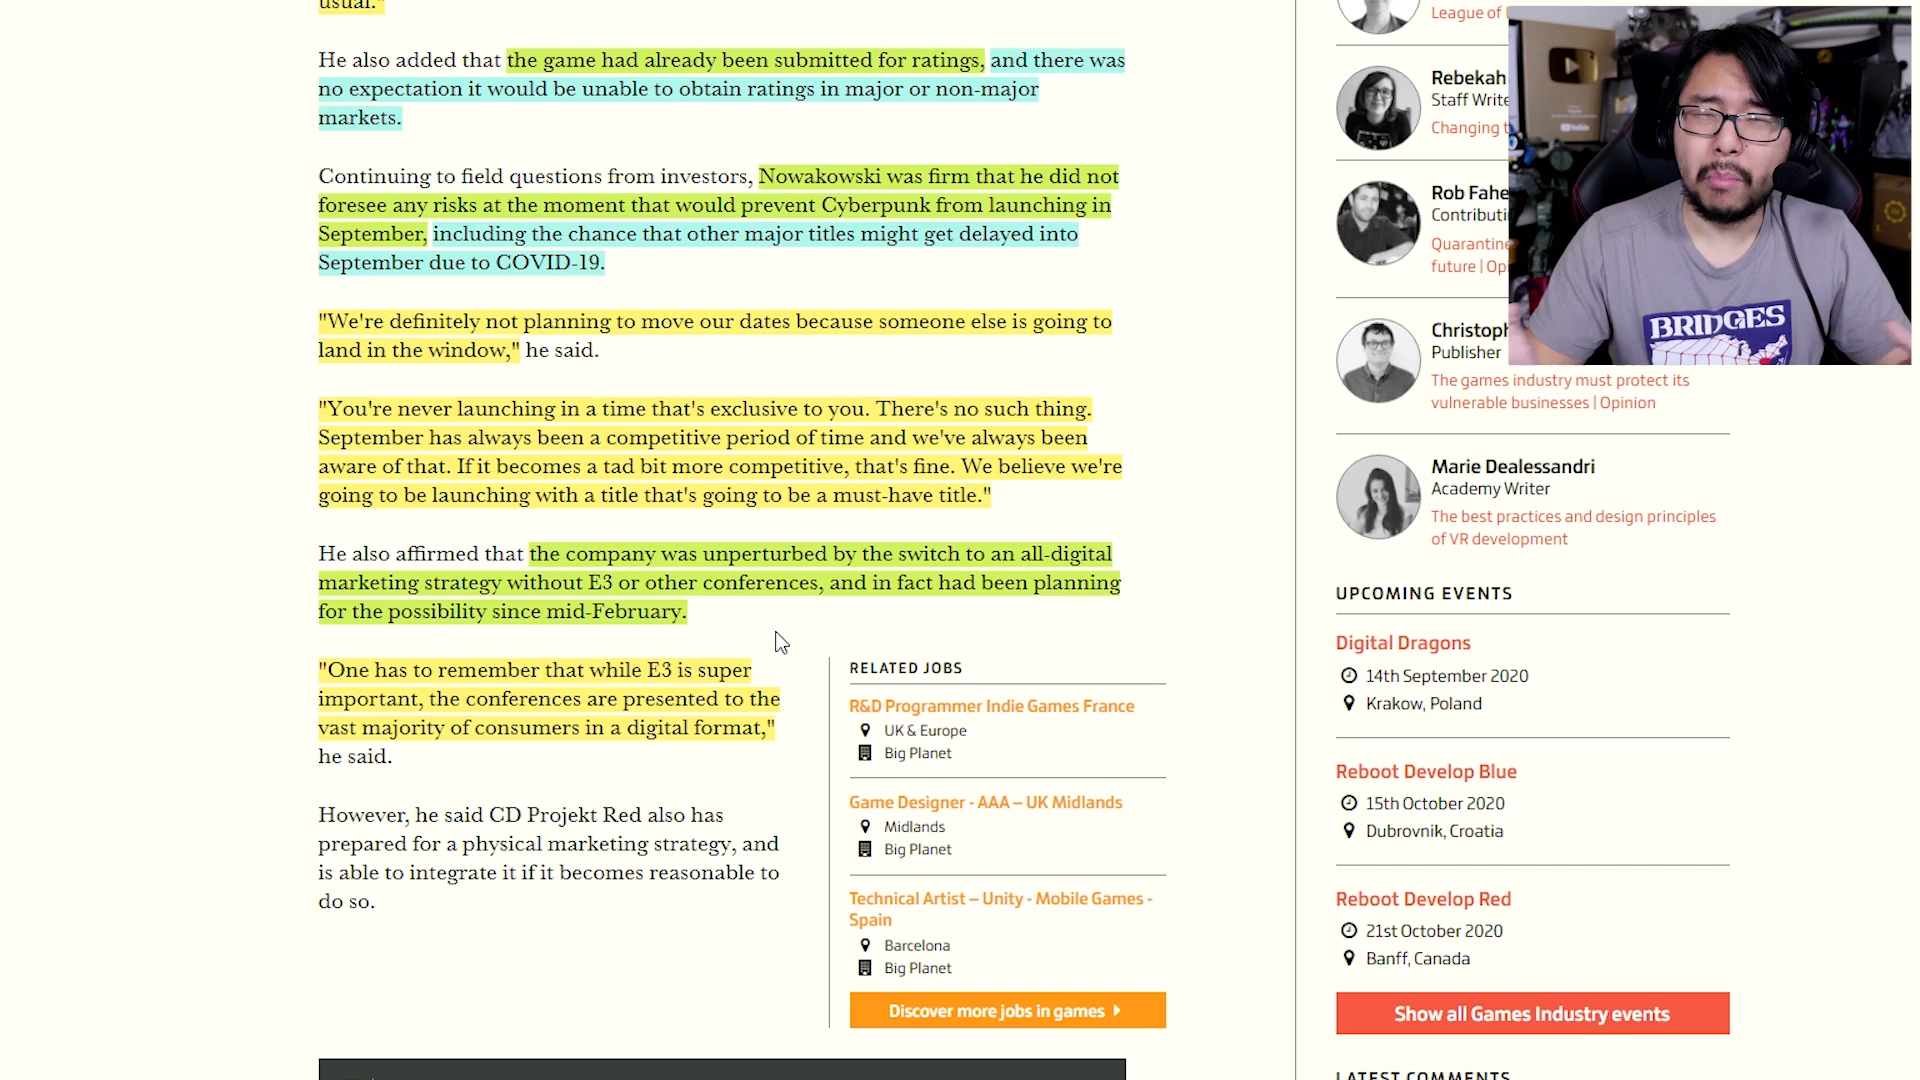 usual."
He also added that the game had already been submitted for ratings, and there was
no expectation it would be unable to obtain ratings in major or non-major
markets.
Continuing to field questions from investors, Nowakowski was firm that he did not
foresee any risks at the moment that would prevent Cyberpunk from launching in
September, including the chance that other major titles might get delayed into
September due to COVID-19.
"We're definitely not planning to move our dates because someone else is going to
land in the window," he said.
"You're never launching in a time that's exclusive to you. There's no such thing.
September has always been a competitive period of time and we've always been
aware of that. If it becomes a tad bit more competitive, that's fine. We believe we're
going to be launching with a title that's going to be a must-have title."
He also affirmed that the company was unperturbed by the switch to an all-digital
marketing strategy without E3 or other conferences, and in fact had been planning
for the possibility since mid-February.
"One has to remember that while E3 is super
important, the conferences are presented to the
vast majority of consumers in a digital format,"
he said.
However, he said CD Projekt Red also has
prepared for a physical marketing strategy, and
is able to integrate it if it becomes reasonable to
do so.
RELATED JOBS
R&D Programmer Indie Games France
UK & Europe
Big Planet
Game Designer - AAA – UK Midlands
Midlands
Big Planet
Technical Artist – Unity - Mobile Games -
Spain
Barcelona
Big Planet
Discover more jobs in games
League of
Rebekah
Staff Write
Changing t
Rob Fahe
Contributi
Quarantine
future | Op
Christoph
Publisher
The games industry must protect its
vulnerable businesses | Opinion
Marie Dealessandri
Academy Writer
The best practices and design principles
of VR development
UPCOMING EVENTS
Digital Dragons
14th September 2020
Krakow, Poland
Reboot Develop Blue
15th October 2020
Dubrovnik, Croatia
Reboot Develop Red
21st October 2020
Banff, Canada
Show all Games Industry events
LATEST COMMENTS
BRIDGES